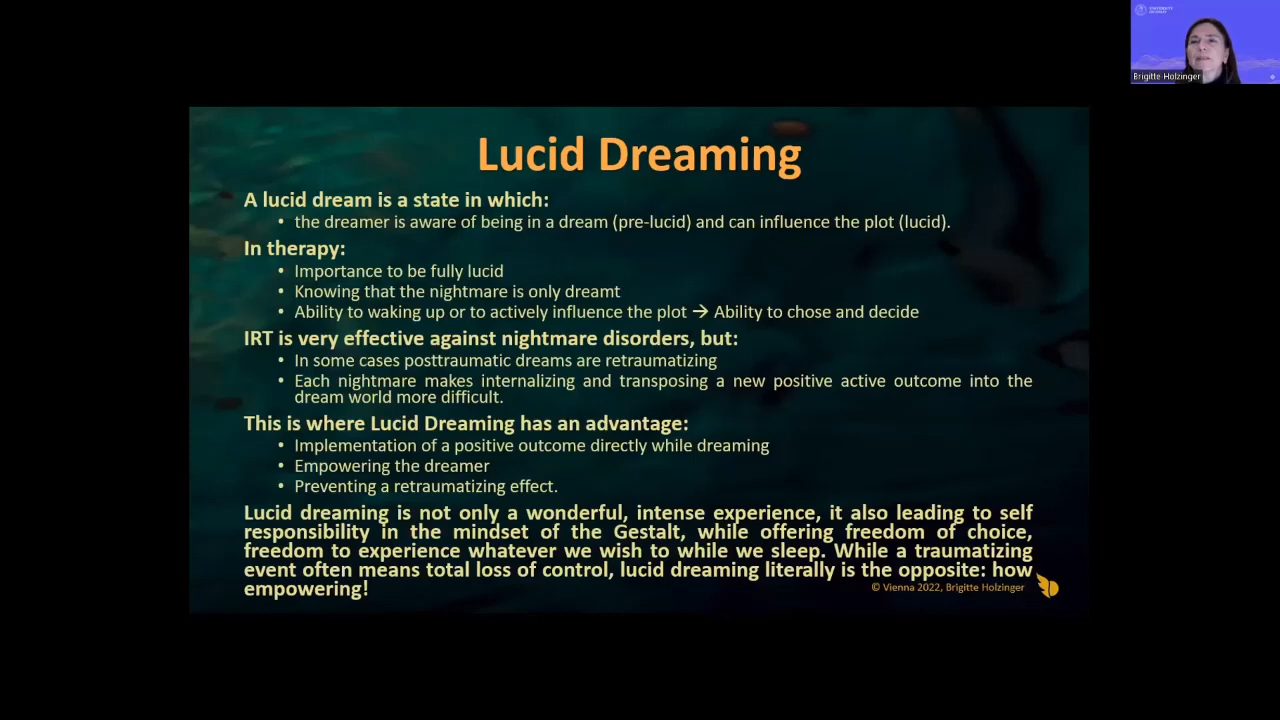 UNIVERSITY
Brigitte Holzinger
Lucid Dreaming
A lucid dream is a state in which:
• the dreamer is aware of being in a dream (pre-lucid) and can influence the plot (lucid).
In therapy:
• Importance to be fully lucid
• Knowing that the nightmare is only dreamt
• Ability to waking up or to actively influence the plot → Ability to chose and decide
IRT is very effective against nightmare disorders, but:
• In some cases posttraumatic dreams are retraumatizing
• Each nightmare makes internalizing and transposing a new positive active outcome into the
dream world more difficult.
This is where Lucid Dreaming has an advantage:
• Implementation of a positive outcome directly while dreaming
• Empowering the dreamer
• Preventing a retraumatizing effect.
Lucid dreaming is not only a wonderful, intense experience, it also leading to self
responsibility in the mindset of the Gestalt, while offering freedom of choice,
freedom to experience whatever we wish to while we sleep. While a traumatizing
event often means total loss of control, lucid dreaming literally is the opposite: how
empowering!
© Vienna 2022, Brigitte Holzinger